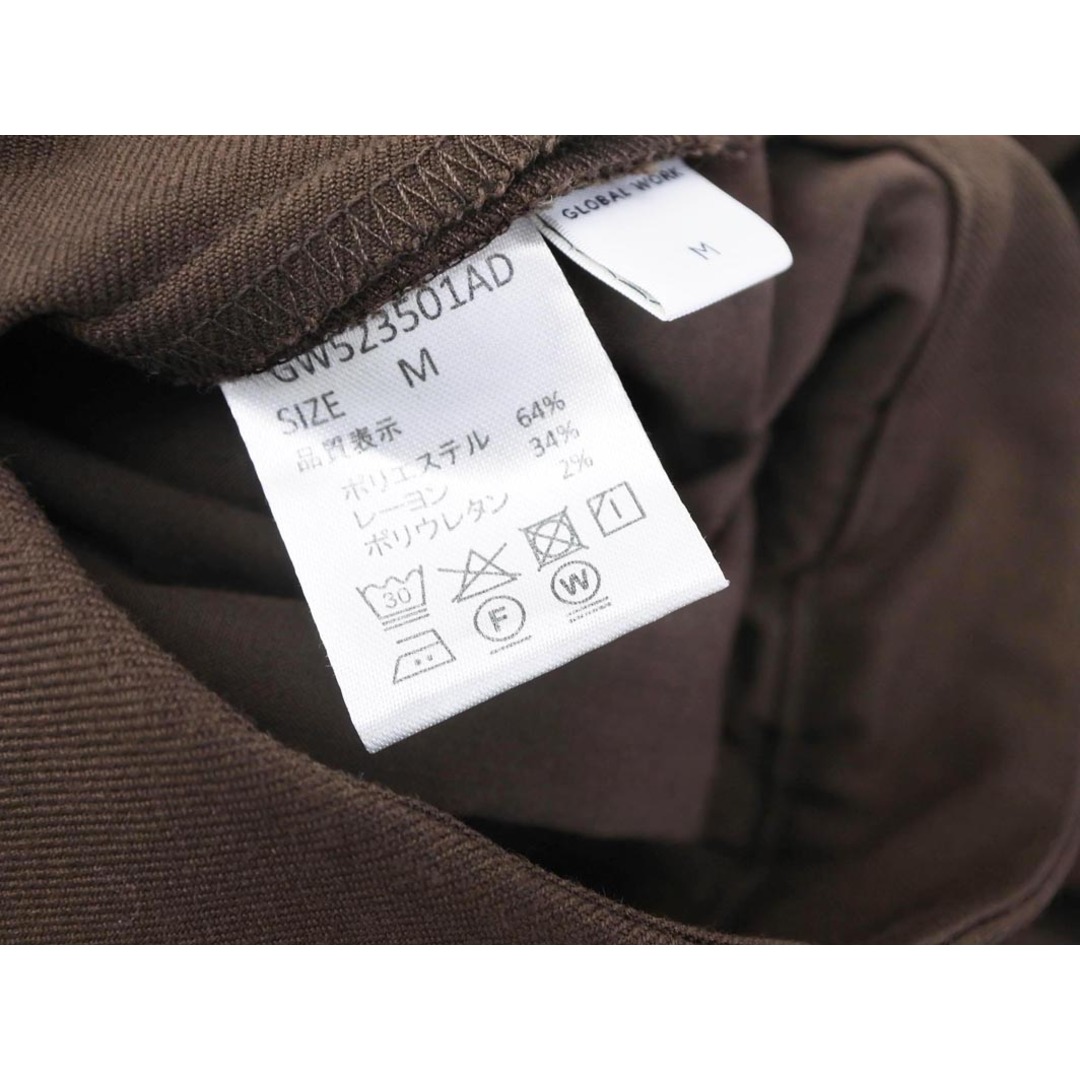 GLOBAL WORK
M
GW523501AD
SIZE M
品質表示
ポリエステル 64%
レーヨン 34%
ポリウレタン 2%
30
F
W